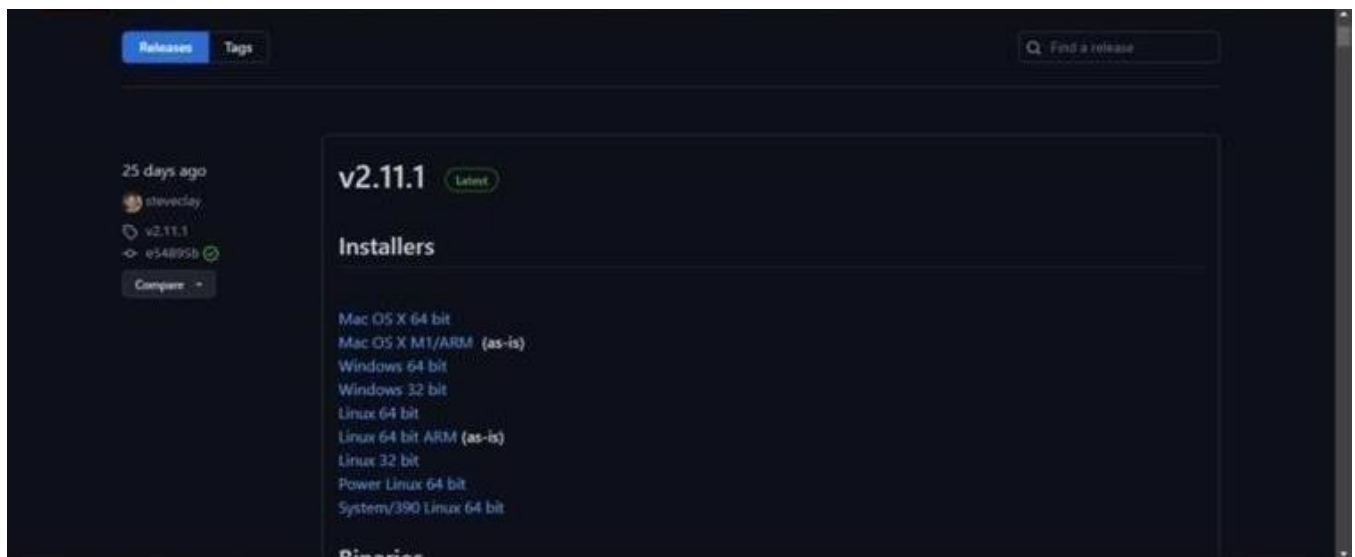 Releases Tags
Find a release
25 days ago
steveclay
v2.11.1
e54895b
Compare
v2.11.1 Latest
Installers
Mac OS X 64 bit
Mac OS X M1/ARM (as-is)
Windows 64 bit
Windows 32 bit
Linux 64 bit
Linux 64 bit ARM (as-is)
Linux 32 bit
Power Linux 64 bit
System/390 Linux 64 bit
Binaries